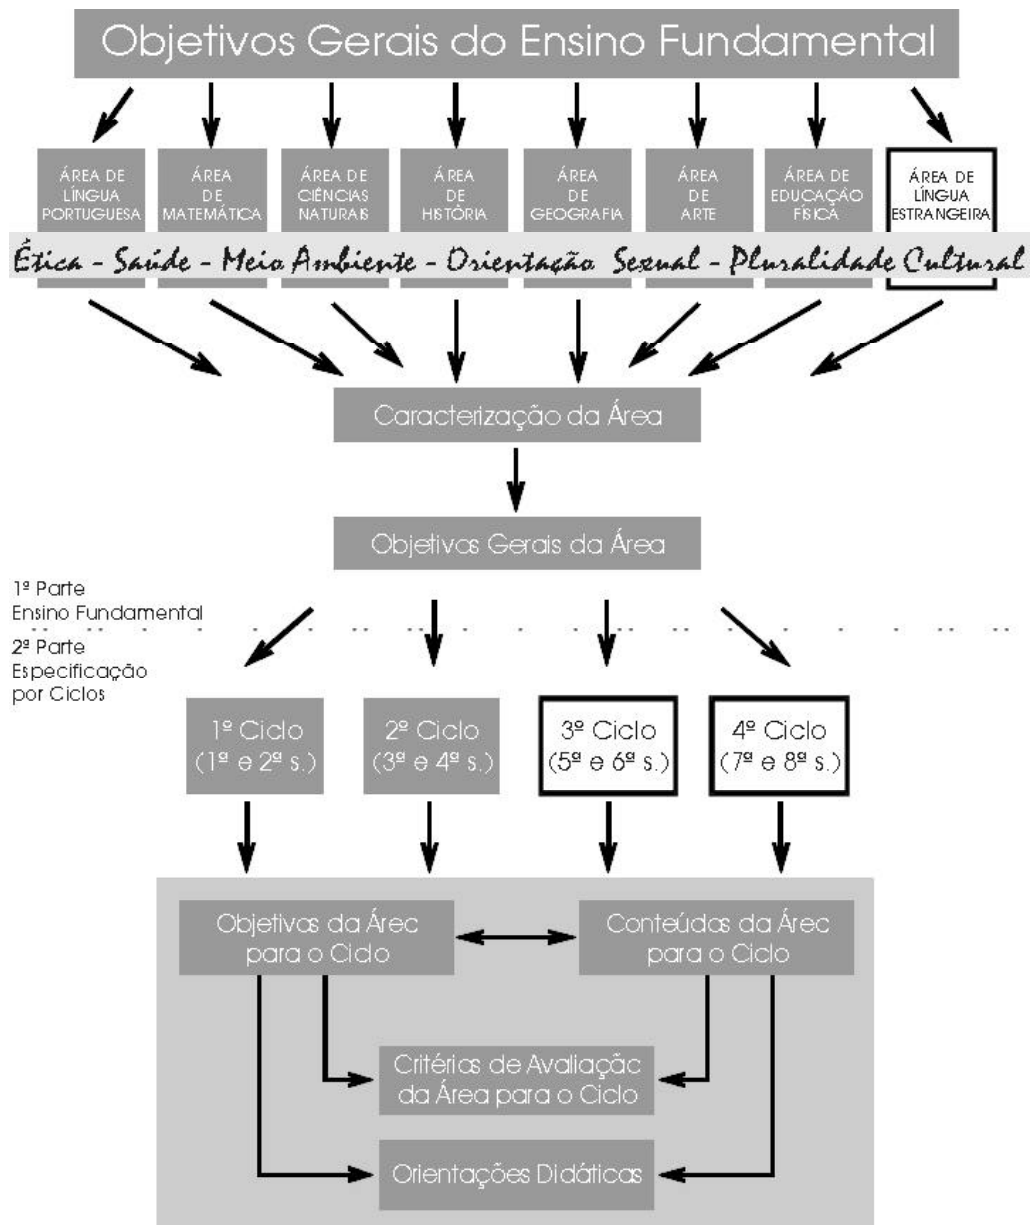 Objetivos Gerais do Ensino Fundamental
ÁREA DE
LÍNGUA
PORTUGUESA
ÁREA
DE
MATEMÁTICA
ÁREA
DE CIÊNCIAS
NATURAIS
ÁREA
DE
HISTÓRIA
ÁREA
DE
GEOGRAFIA
ÁREA
DE
ARTE
ÁREA DE
EDUCAÇÃO
FÍSICA
ÁREA DE
LÍNGUA
ESTRANGEIRA
Ética - Saúde - Meio Ambiente - Orientação Sexual - Pluralidade Cultural
Caracterização da Área
Objetivos Gerais da Área
1ª Parte
Ensino Fundamental
2ª Parte
Especificação
por Ciclos
1º Ciclo
(1ª e 2ª s.)
2º Ciclo
(3ª e 4ª s.)
3º Ciclo
(5ª e 6ª s.)
4º Ciclo
(7ª e 8ª s.)
Objetivos da Área
para o Ciclo
Conteúdos da Área
para o Ciclo
Critérios de Avaliação
da Área para o Ciclo
Orientações Didáticas